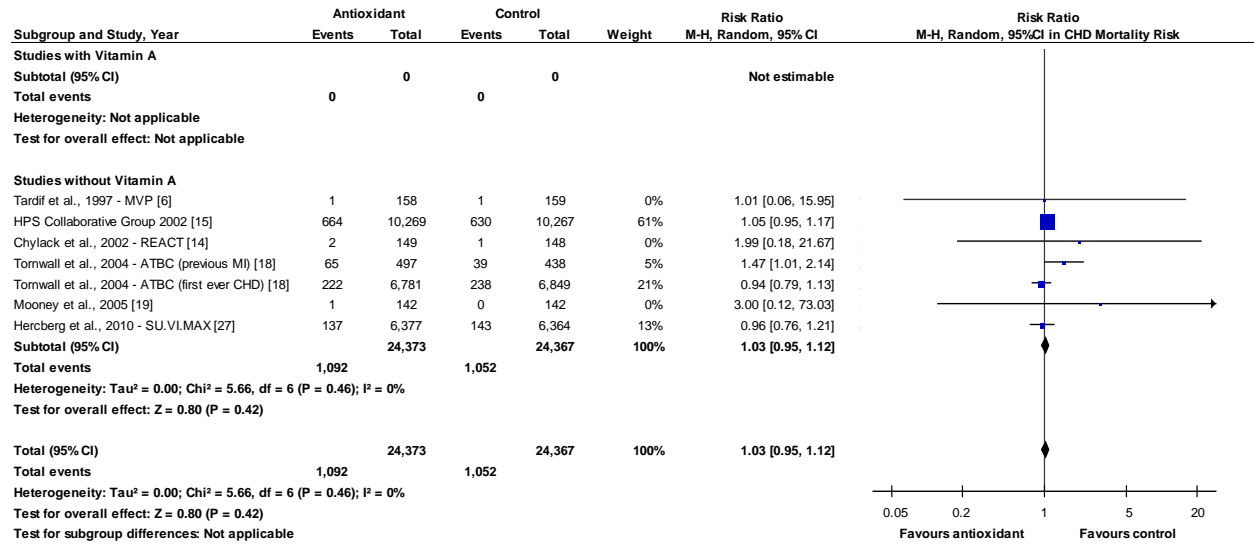 Antioxidant Control Risk Ratio Risk Ratio
Subgroup and Study, Year Events Total Events Total Weight M-H, Random, 95% CI M-H, Random, 95%CI in CHD Mortality Risk
Studies with Vitamin A
Subtotal (95% CI) 0 0 Not estimable
Total events 0 0
Heterogeneity: Not applicable
Test for overall effect: Not applicable
Studies without Vitamin A
Tardif et al., 1997 - MVP [6] 1 158 1 159 0% 1.01 [0.06, 15.95]
HPS Collaborative Group 2002 [15] 664 10,269 630 10,267 61% 1.05 [0.95, 1.17]
Chylack et al., 2002 - REACT [14] 2 149 1 148 0% 1.99 [0.18, 21.67]
Tornwall et al., 2004 - ATBC (previous MI) [18] 65 497 39 438 5% 1.47 [1.01, 2.14]
Tornwall et al., 2004 - ATBC (first ever CHD) [18] 222 6,781 238 6,849 21% 0.94 [0.79, 1.13]
Mooney et al., 2005 [19] 1 142 0 142 0% 3.00 [0.12, 73.03]
Hercberg et al., 2010 - SU.VI.MAX [27] 137 6,377 143 6,364 13% 0.96 [0.76, 1.21]
Subtotal (95% CI) 24,373 24,367 100% 1.03 [0.95, 1.12]
Total events 1,092 1,052
Heterogeneity: Tau² = 0.00; Chi² = 5.66, df = 6 (P = 0.46); I² = 0%
Test for overall effect: Z = 0.80 (P = 0.42)
Total (95% CI) 24,373 24,367 100% 1.03 [0.95, 1.12]
Total events 1,092 1,052
Heterogeneity: Tau² = 0.00; Chi² = 5.66, df = 6 (P = 0.46); I² = 0%
Test for overall effect: Z = 0.80 (P = 0.42) 0.05 0.2 1 5 20
Test for subgroup differences: Not applicable Favours antioxidant Favours control